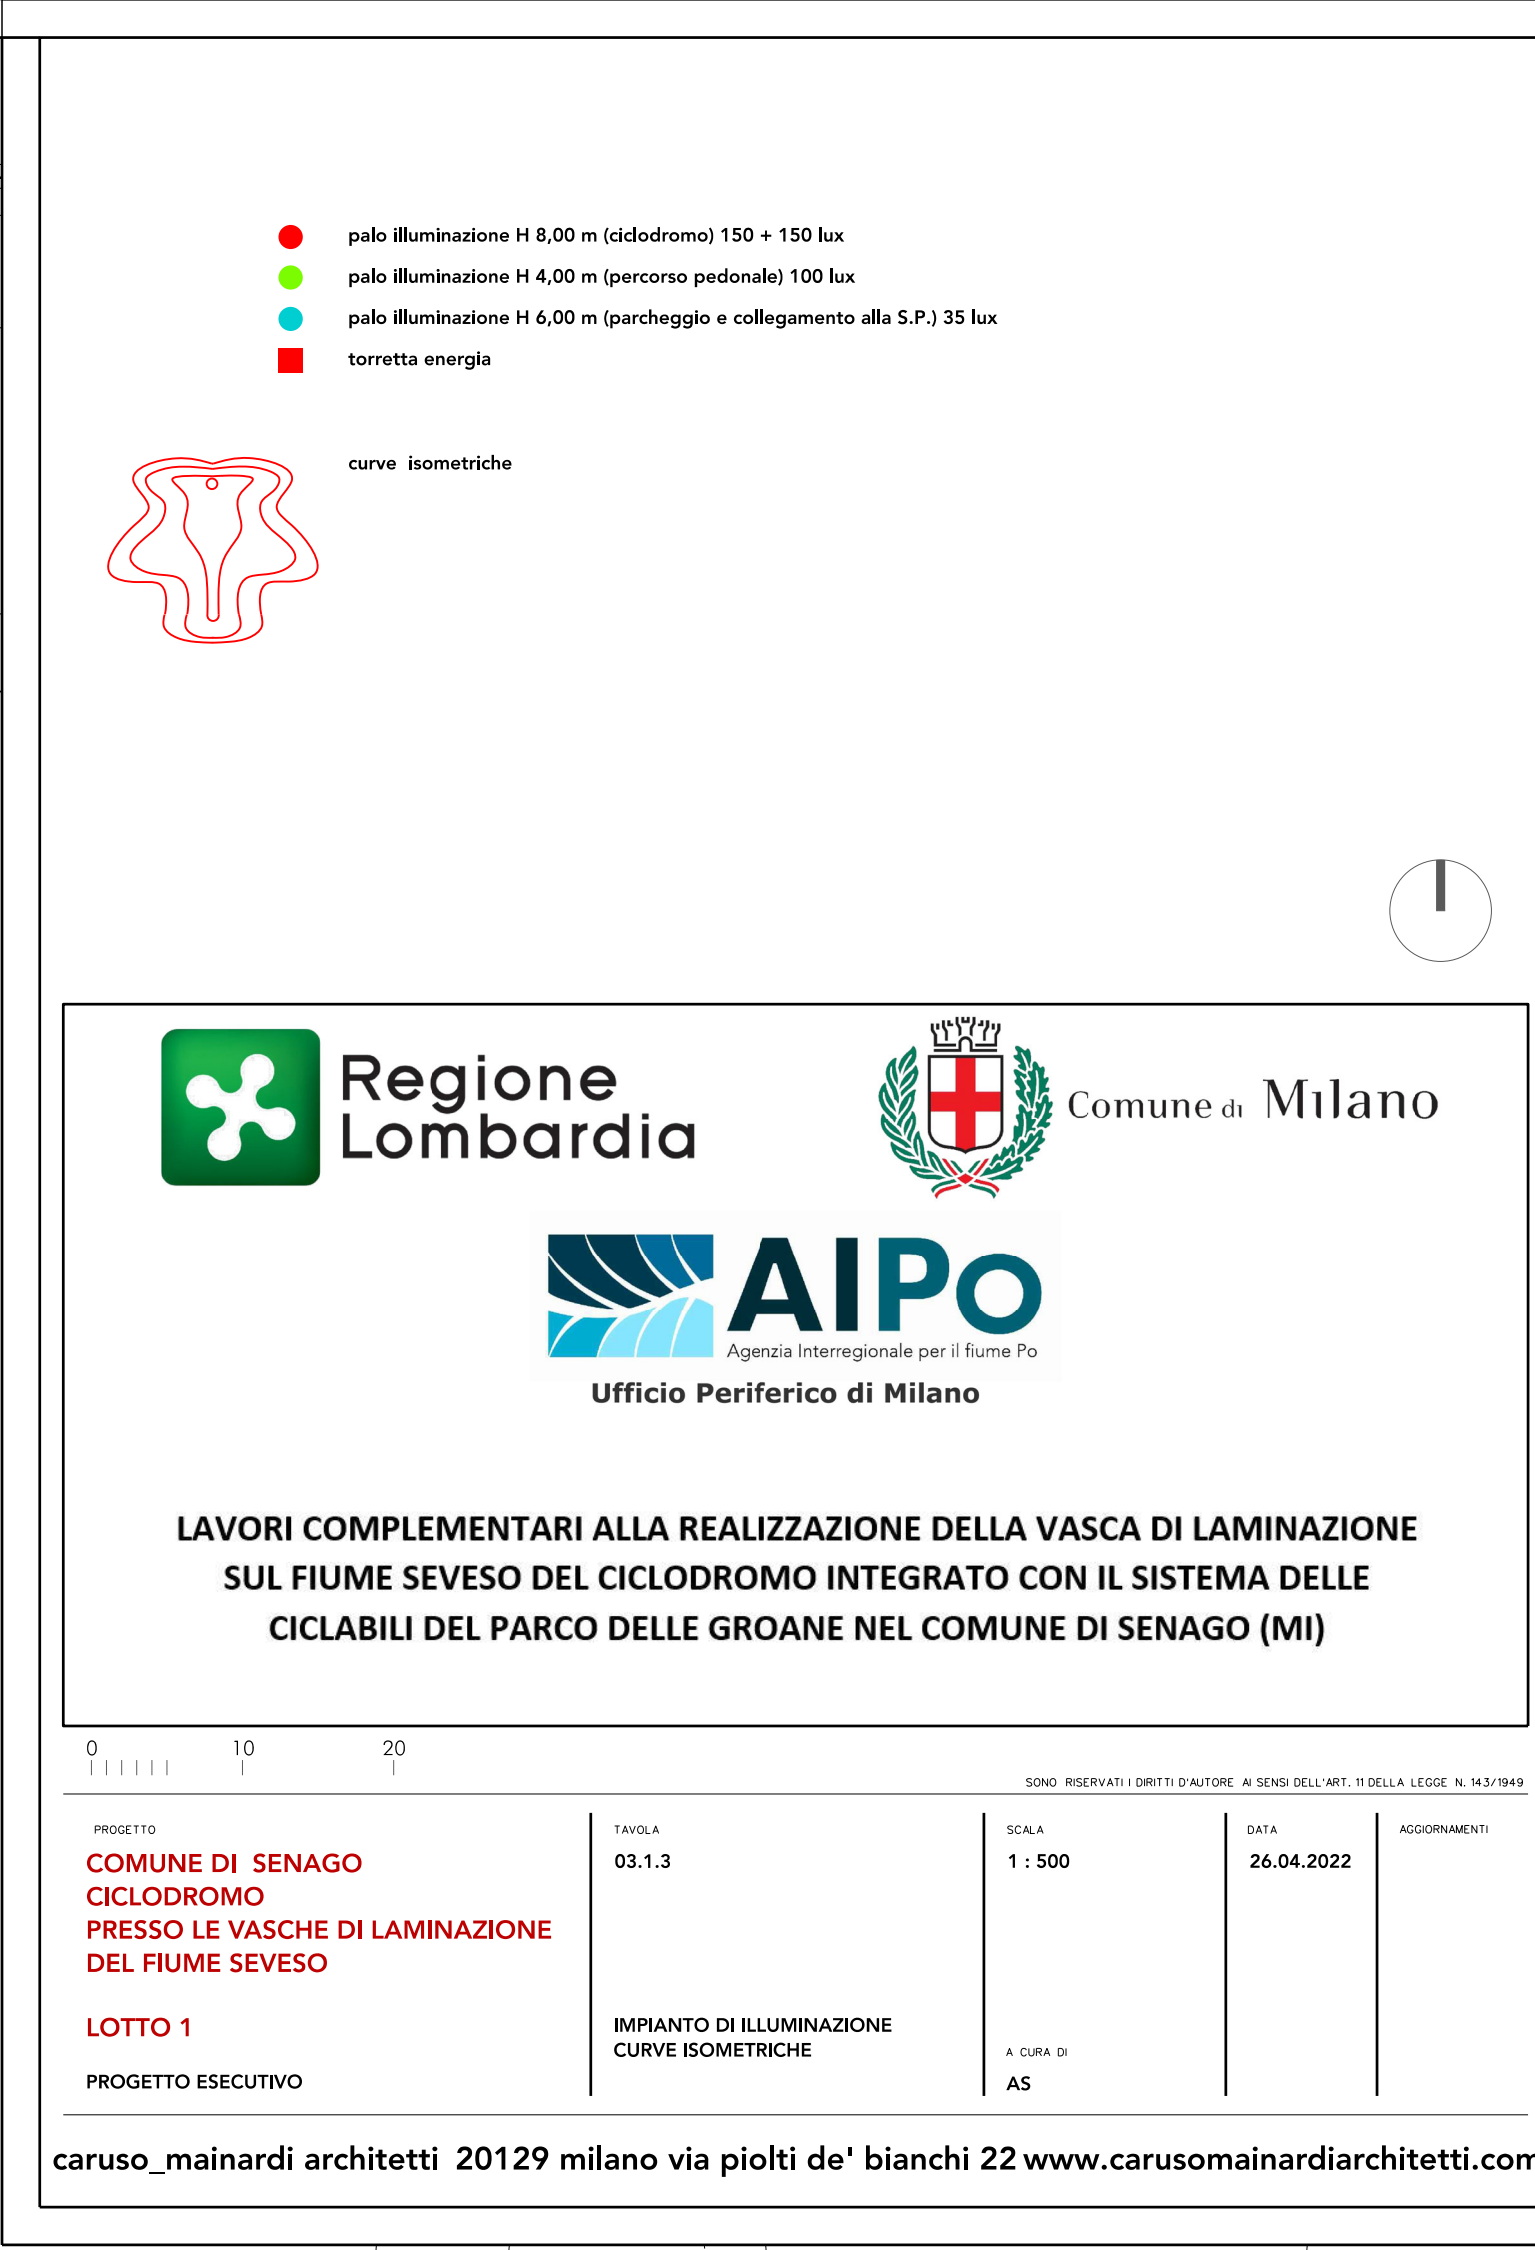 palo illuminazione H 8,00 m (ciclodromo) 150 + 150 lux
palo illuminazione H 4,00 m (percorso pedonale) 100 lux
palo illuminazione H 6,00 m (parcheggio e collegamento alla S.P.) 35 lux
torretta energia
curve isometriche
Regione
Lombardia
Comune di Milano
AIPo
Agenzia Interregionale per il fiume Po
Ufficio Periferico di Milano
LAVORI COMPLEMENTARI ALLA REALIZZAZIONE DELLA VASCA DI LAMINAZIONE
SUL FIUME SEVESO DEL CICLODROMO INTEGRATO CON IL SISTEMA DELLE
CICLABILI DEL PARCO DELLE GROANE NEL COMUNE DI SENAGO (MI)
0 10 20
SONO RISERVATI I DIRITTI D'AUTORE AI SENSI DELL'ART. 11 DELLA LEGGE N. 143/1949
PROGETTO
COMUNE DI SENAGO
CICLODROMO
PRESSO LE VASCHE DI LAMINAZIONE
DEL FIUME SEVESO
LOTTO 1
PROGETTO ESECUTIVO
TAVOLA
03.1.3
IMPIANTO DI ILLUMINAZIONE
CURVE ISOMETRICHE
SCALA
1 : 500
A CURA DI
AS
DATA
26.04.2022
AGGIORNAMENTI
caruso_mainardi architetti 20129 milano via piolti de' bianchi 22 www.carusomainardiarchitetti.com